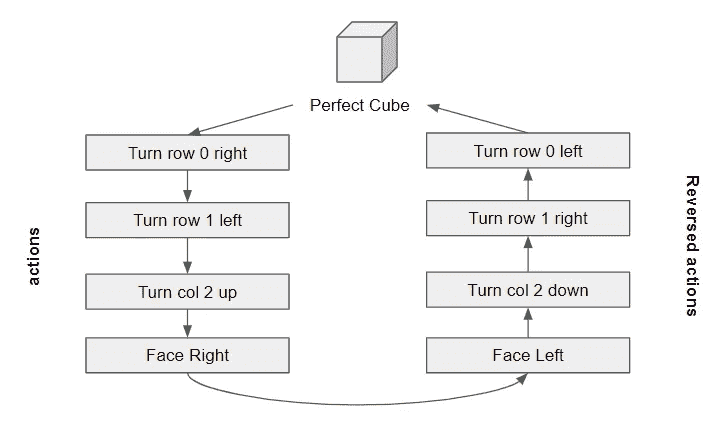 Perfect Cube
actions
Turn row 0 right
Turn row 1 left
Turn col 2 up
Face Right
Turn row 0 left
Turn row 1 right
Turn col 2 down
Face Left
Reversed actions